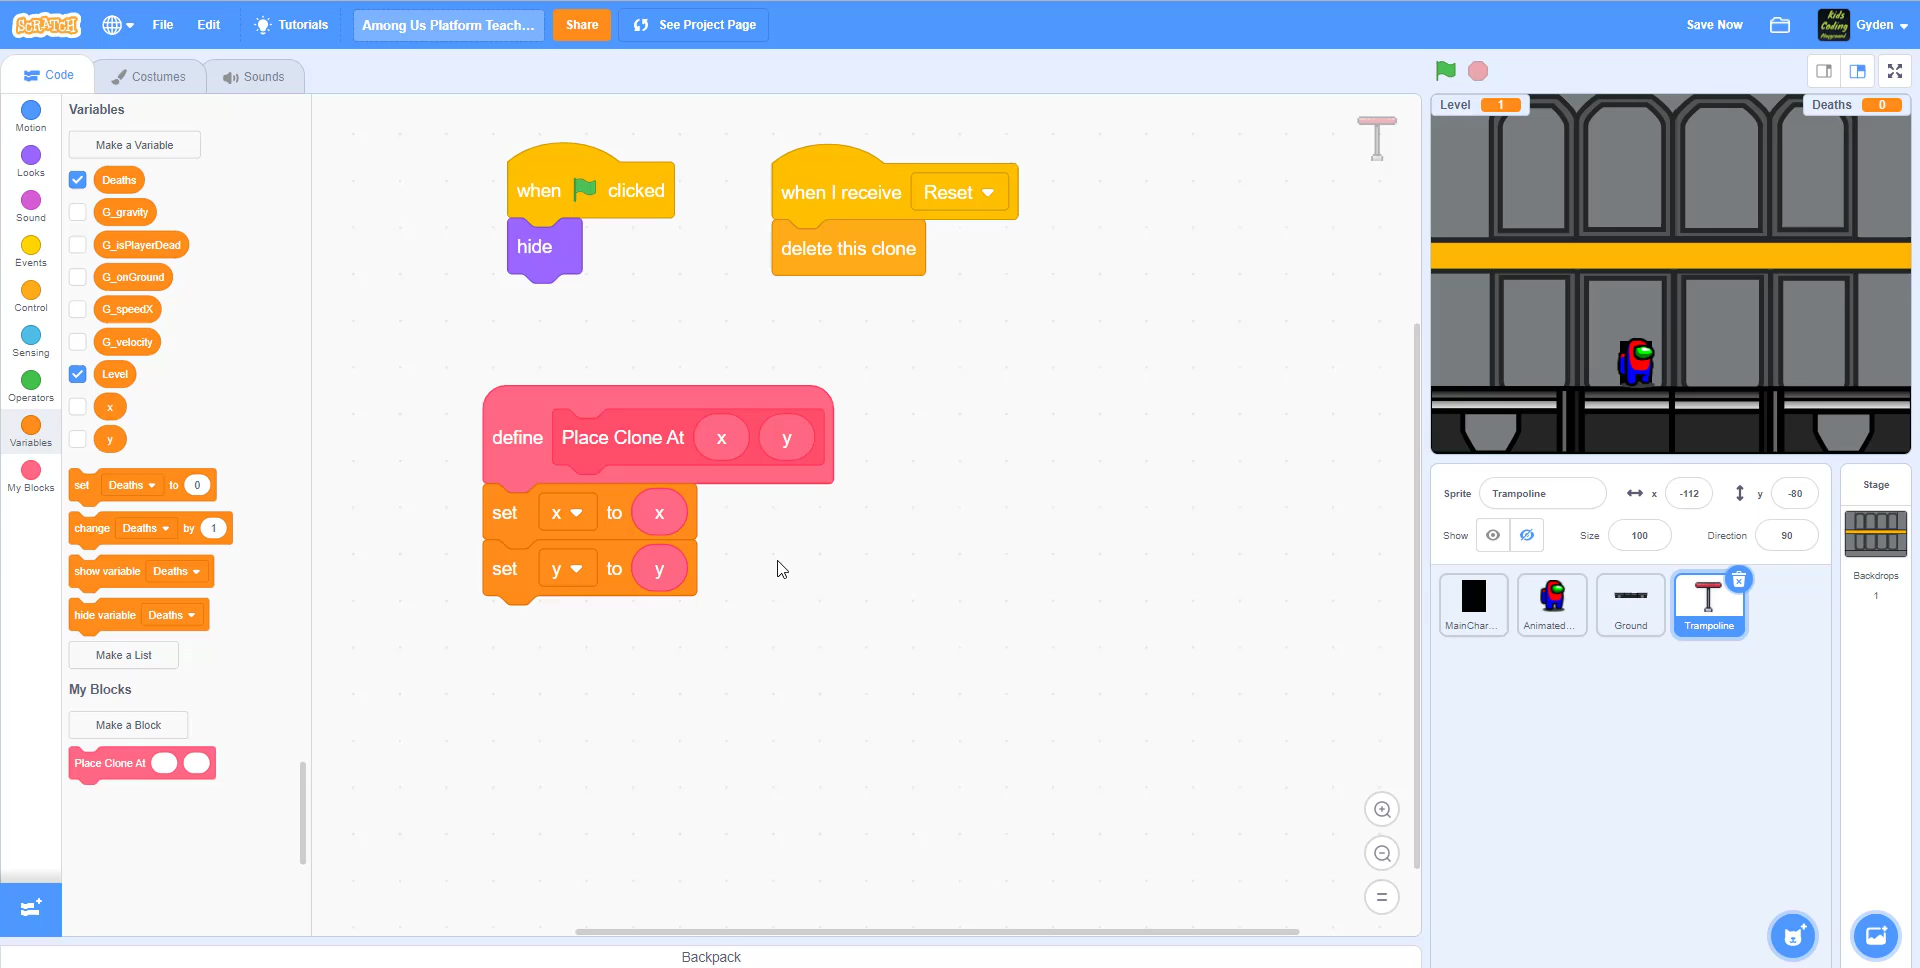 SCRATCH File Edit Tutorials Among Us Platform Teach... Share See Project Page Save Now Kids Coding Playground Gyden
Code Costumes Sounds
Motion
Looks
Sound
Events
Control
Sensing
Operators
Variables
My Blocks
Variables
Make a Variable
Deaths
G_gravity
G_isPlayerDead
G_onGround
G_speedX
G_velocity
Level
x
y
set Deaths to 0
change Deaths by 1
show variable Deaths
hide variable Deaths
Make a List
My Blocks
Make a Block
Place Clone At
when clicked
hide
when I receive Reset
delete this clone
define Place Clone At x y
set x to x
set y to y
Backpack
Level 1
Deaths 0
Sprite Trampoline x -112 y -80
Show Size 100 Direction 90
MainChar...
Animated...
Ground
Trampoline
Stage
Backdrops
1